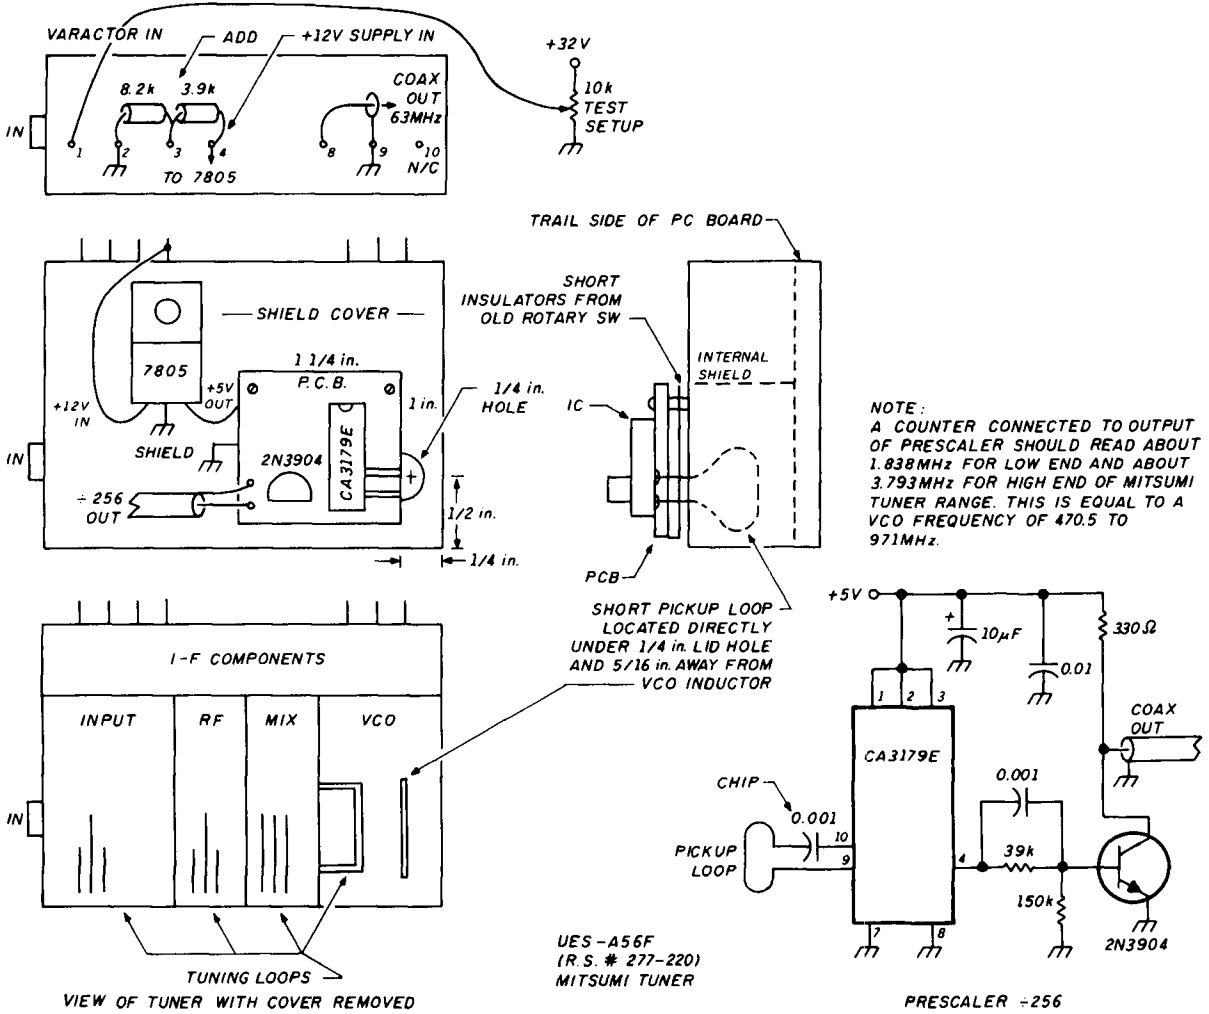 VARACTOR IN
ADD
+12V SUPPLY IN
+32V
8.2k
3.9k
COAX
OUT
63MHz
10k
TEST
SETUP
IN
1
2
3
4
8
9
10
N/C
TO 7805
TRAIL SIDE OF PC BOARD
SHORT
INSULATORS FROM
OLD ROTARY SW
SHIELD COVER
INTERNAL
SHIELD
7805
1 1/4 in.
P.C.B.
+5V
OUT
+12V
IN
1 in.
1/4 in.
HOLE
IC
SHIELD
IN
2N3904
CA3179E
÷256
OUT
1/2 in.
1/4 in.
PCB
NOTE:
A COUNTER CONNECTED TO OUTPUT
OF PRESCALER SHOULD READ ABOUT
1.838MHz FOR LOW END AND ABOUT
3.793MHz FOR HIGH END OF MITSUMI
TUNER RANGE. THIS IS EQUAL TO A
VCO FREQUENCY OF 470.5 TO
971MHz.
SHORT PICKUP LOOP
LOCATED DIRECTLY
UNDER 1/4 in. LID HOLE
AND 5/16 in. AWAY FROM
VCO INDUCTOR
I-F COMPONENTS
INPUT
RF
MIX
VCO
IN
TUNING LOOPS
VIEW OF TUNER WITH COVER REMOVED
UES-A56F
(R.S. # 277-220)
MITSUMI TUNER
+5V
+
10µF
0.01
330Ω
1
2
3
COAX
OUT
CA3179E
CHIP
0.001
0.001
10
9
PICKUP
LOOP
4
39k
150k
7
8
2N3904
PRESCALER ÷256